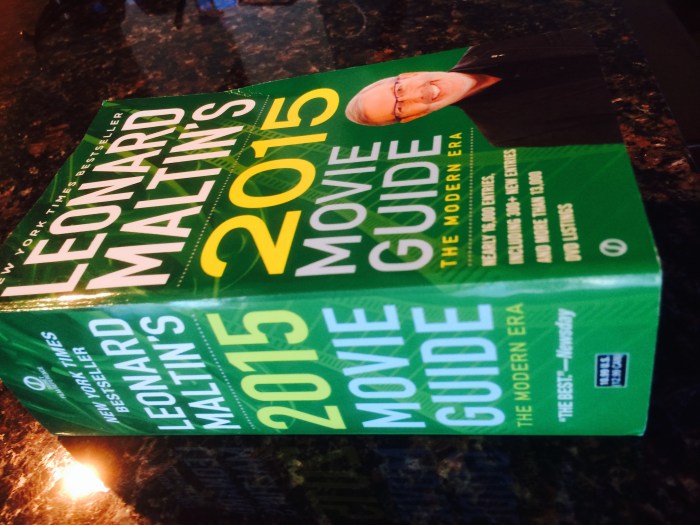 NEW YORK TIMES BESTSELLER
LEONARD
MALTIN'S
2015
MOVIE
GUIDE
THE MODERN ERA
NEARLY 16,000 ENTRIES,
INCLUDING 300+ NEW ENTRIES
AND MORE THAN 13,000
DVD LISTINGS
NEW YORK TIMES
BESTSELLER
LEONARD
MALTIN'S
2015
MOVIE
GUIDE
THE MODERN ERA
"THE BEST"—Newsday